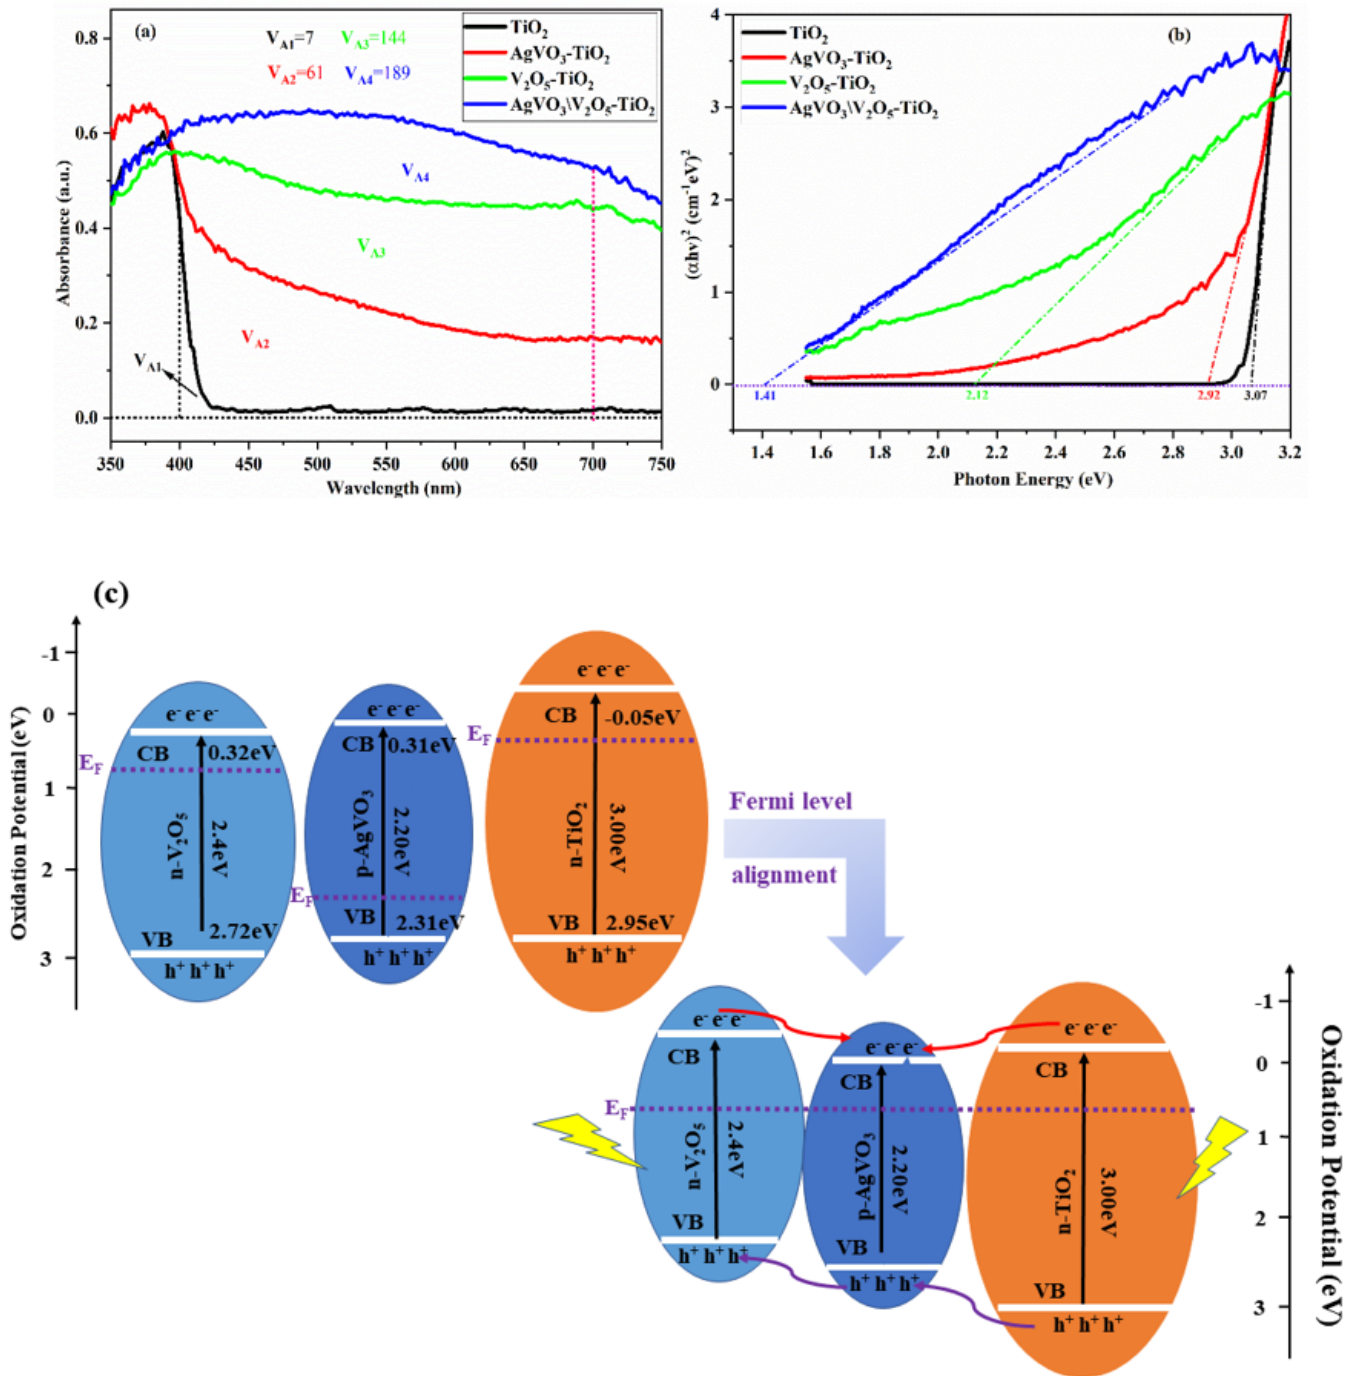 (a)
V_A1=7 V_A3=144
V_A2=61 V_A4=189
TiO₂
AgVO₃-TiO₂
V₂O₅-TiO₂
AgVO₃\V₂O₅-TiO₂
V_A4
V_A3
V_A2
V_A1
Absorbance (a.u.)
0.8
0.6
0.4
0.2
0.0
350 400 450 500 550 600 650 700 750
Wavelength (nm)
(b)
TiO₂
AgVO₃-TiO₂
V₂O₅-TiO₂
AgVO₃\V₂O₅-TiO₂
(αhν)² (cm⁻¹eV)²
4
3
2
1
0
1.41 2.12 2.92 3.07
1.4 1.6 1.8 2.0 2.2 2.4 2.6 2.8 3.0 3.2
Photon Energy (eV)
(c)
Oxidation Potential (eV)
-1
0
1
2
3
e⁻ e⁻ e⁻
CB 0.32eV
E_F
n-V₂O₅
2.4eV
VB 2.72eV
h⁺ h⁺ h⁺
e⁻ e⁻ e⁻
CB 0.31eV
p-AgVO₃
2.20eV
E_F
VB 2.31eV
h⁺ h⁺ h⁺
e⁻ e⁻ e⁻
CB -0.05eV
E_F
n-TiO₂
3.00eV
VB 2.95eV
h⁺ h⁺ h⁺
Fermi level
alignment
e⁻ e⁻ e⁻
CB
E_F
n-V₂O₅
2.4eV
VB
h⁺ h⁺ h⁺
e⁻ e⁻ e⁻
CB
p-AgVO₃
2.20eV
VB
h⁺ h⁺ h⁺
e⁻ e⁻ e⁻
CB
n-TiO₂
3.00eV
VB
h⁺ h⁺ h⁺
-1
0
1
2
3
Oxidation Potential (eV)